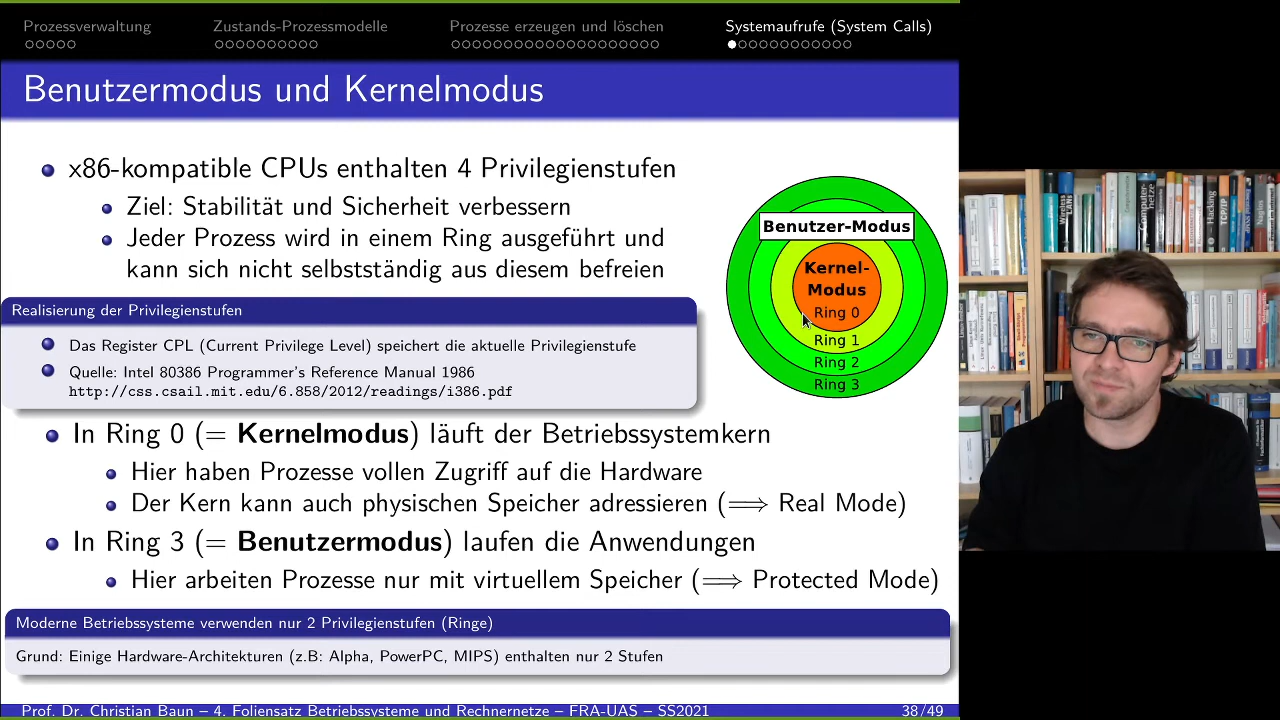 Prozessverwaltung
Zustands-Prozessmodelle
Prozesse erzeugen und löschen
Systemaufrufe (System Calls)
Benutzermodus und Kernelmodus
x86-kompatible CPUs enthalten 4 Privilegienstufen
Ziel: Stabilität und Sicherheit verbessern
Jeder Prozess wird in einem Ring ausgeführt und
kann sich nicht selbstständig aus diesem befreien
Benutzer-Modus
Kernel-
Modus
Ring 0
Ring 1
Ring 2
Ring 3
Realisierung der Privilegienstufen
Das Register CPL (Current Privilege Level) speichert die aktuelle Privilegienstufe
Quelle: Intel 80386 Programmer's Reference Manual 1986
http://css.csail.mit.edu/6.858/2012/readings/i386.pdf
In Ring 0 (= Kernelmodus) läuft der Betriebssystemkern
Hier haben Prozesse vollen Zugriff auf die Hardware
Der Kern kann auch physischen Speicher adressieren (⟹ Real Mode)
In Ring 3 (= Benutzermodus) laufen die Anwendungen
Hier arbeiten Prozesse nur mit virtuellem Speicher (⟹ Protected Mode)
Moderne Betriebssysteme verwenden nur 2 Privilegienstufen (Ringe)
Grund: Einige Hardware-Architekturen (z.B: Alpha, PowerPC, MIPS) enthalten nur 2 Stufen
Prof. Dr. Christian Baun – 4. Foliensatz Betriebssysteme und Rechnernetze – FRA-UAS – SS2021
38/49
Wireless
LANs
Computer-
Netze
Hacking
TCP/IP
Nagios